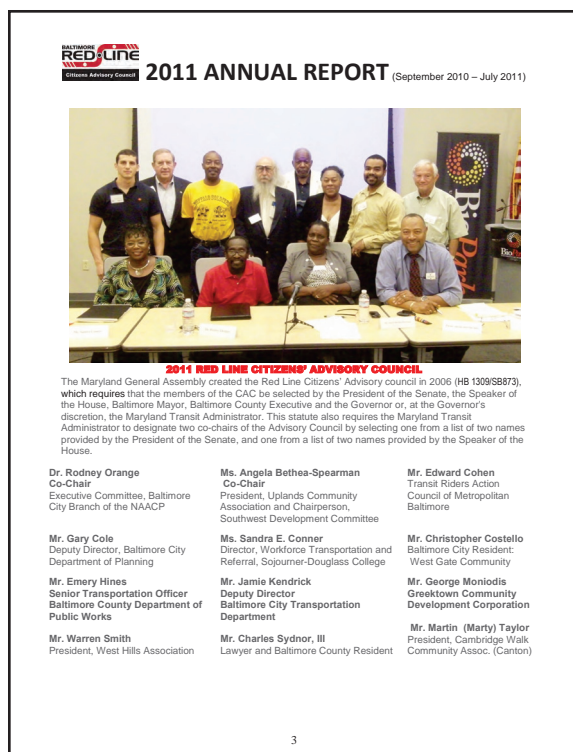 BALTIMORE
RED LINE
Citizens Advisory Council
2011 ANNUAL REPORT (September 2010 – July 2011)
BioPark
2011 RED LINE CITIZENS' ADVISORY COUNCIL
The Maryland General Assembly created the Red Line Citizens' Advisory council in 2006 (HB 1309/SB873),
which requires that the members of the CAC be selected by the President of the Senate, the Speaker of
the House, Baltimore Mayor, Baltimore County Executive and the Governor or, at the Governor's
discretion, the Maryland Transit Administrator. This statute also requires the Maryland Transit
Administrator to designate two co-chairs of the Advisory Council by selecting one from a list of two names
provided by the President of the Senate, and one from a list of two names provided by the Speaker of the
House.
Dr. Rodney Orange
Co-Chair
Executive Committee, Baltimore
City Branch of the NAACP
Ms. Angela Bethea-Spearman
Co-Chair
President, Uplands Community
Association and Chairperson,
Southwest Development Committee
Mr. Edward Cohen
Transit Riders Action
Council of Metropolitan
Baltimore
Mr. Gary Cole
Deputy Director, Baltimore City
Department of Planning
Ms. Sandra E. Conner
Director, Workforce Transportation and
Referral, Sojourner-Douglass College
Mr. Christopher Costello
Baltimore City Resident:
West Gate Community
Mr. Emery Hines
Senior Transportation Officer
Baltimore County Department of
Public Works
Mr. Jamie Kendrick
Deputy Director
Baltimore City Transportation
Department
Mr. George Moniodis
Greektown Community
Development Corporation
Mr. Warren Smith
President, West Hills Association
Mr. Charles Sydnor, III
Lawyer and Baltimore County Resident
Mr. Martin (Marty) Taylor
President, Cambridge Walk
Community Assoc. (Canton)
3